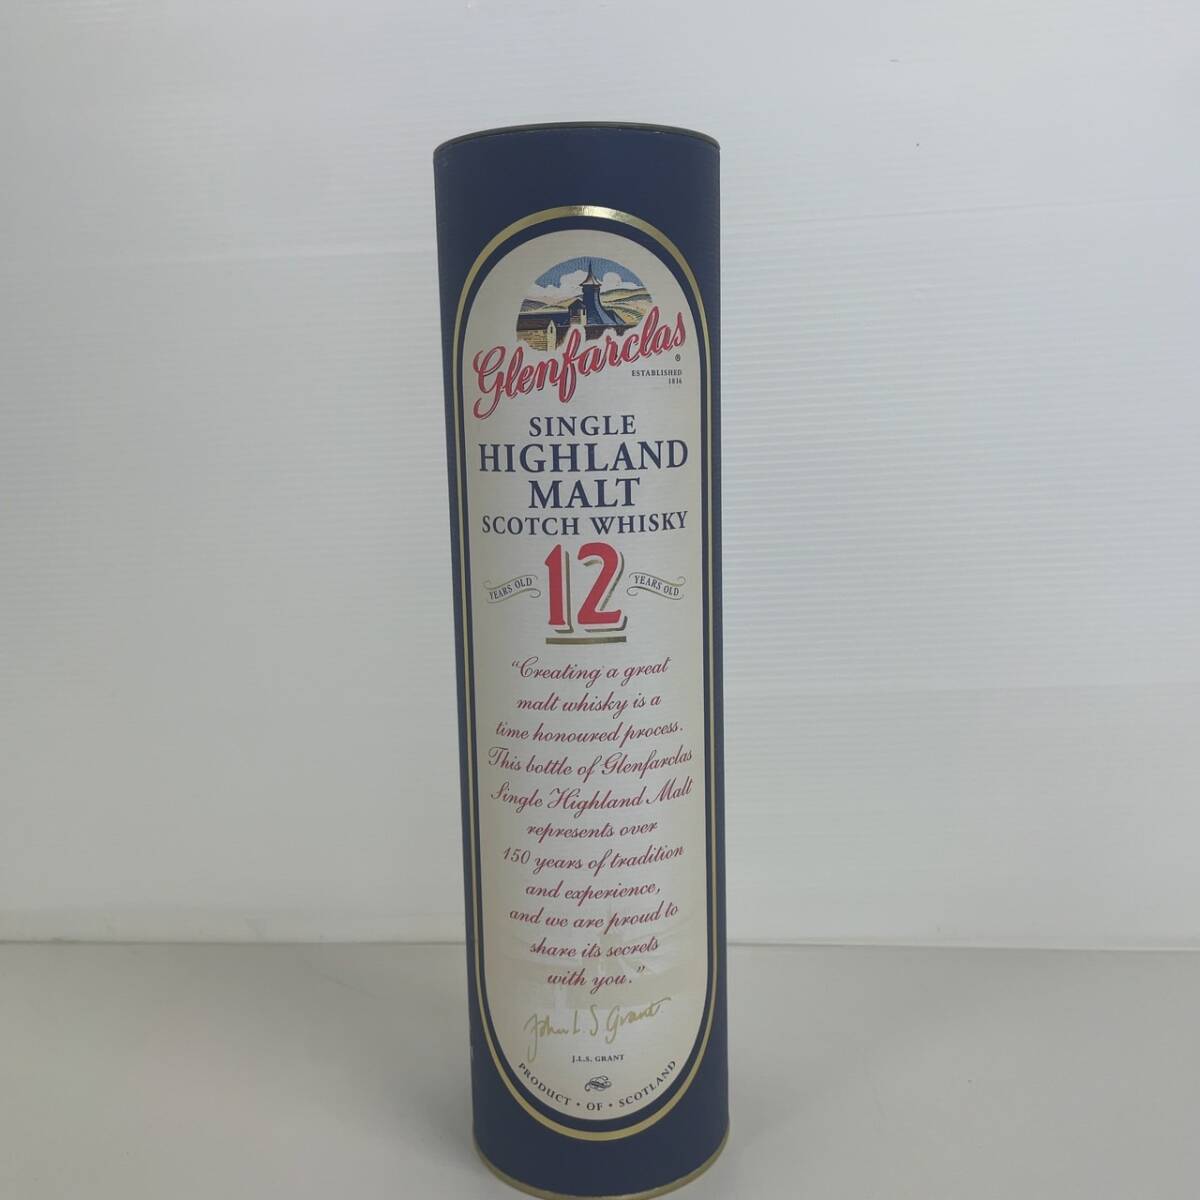 Glenfarclas®
ESTABLISHED
1836
SINGLE
HIGHLAND
MALT
SCOTCH WHISKY
YEARS OLD 12 YEARS OLD
"Creating a great
malt whisky is a
time honoured process.
This bottle of Glenfarclas
Single Highland Malt
represents over
150 years of tradition
and experience,
and we are proud to
share its secrets
with you."
John L. S Grant
J.L.S. GRANT
PRODUCT • OF • SCOTLAND